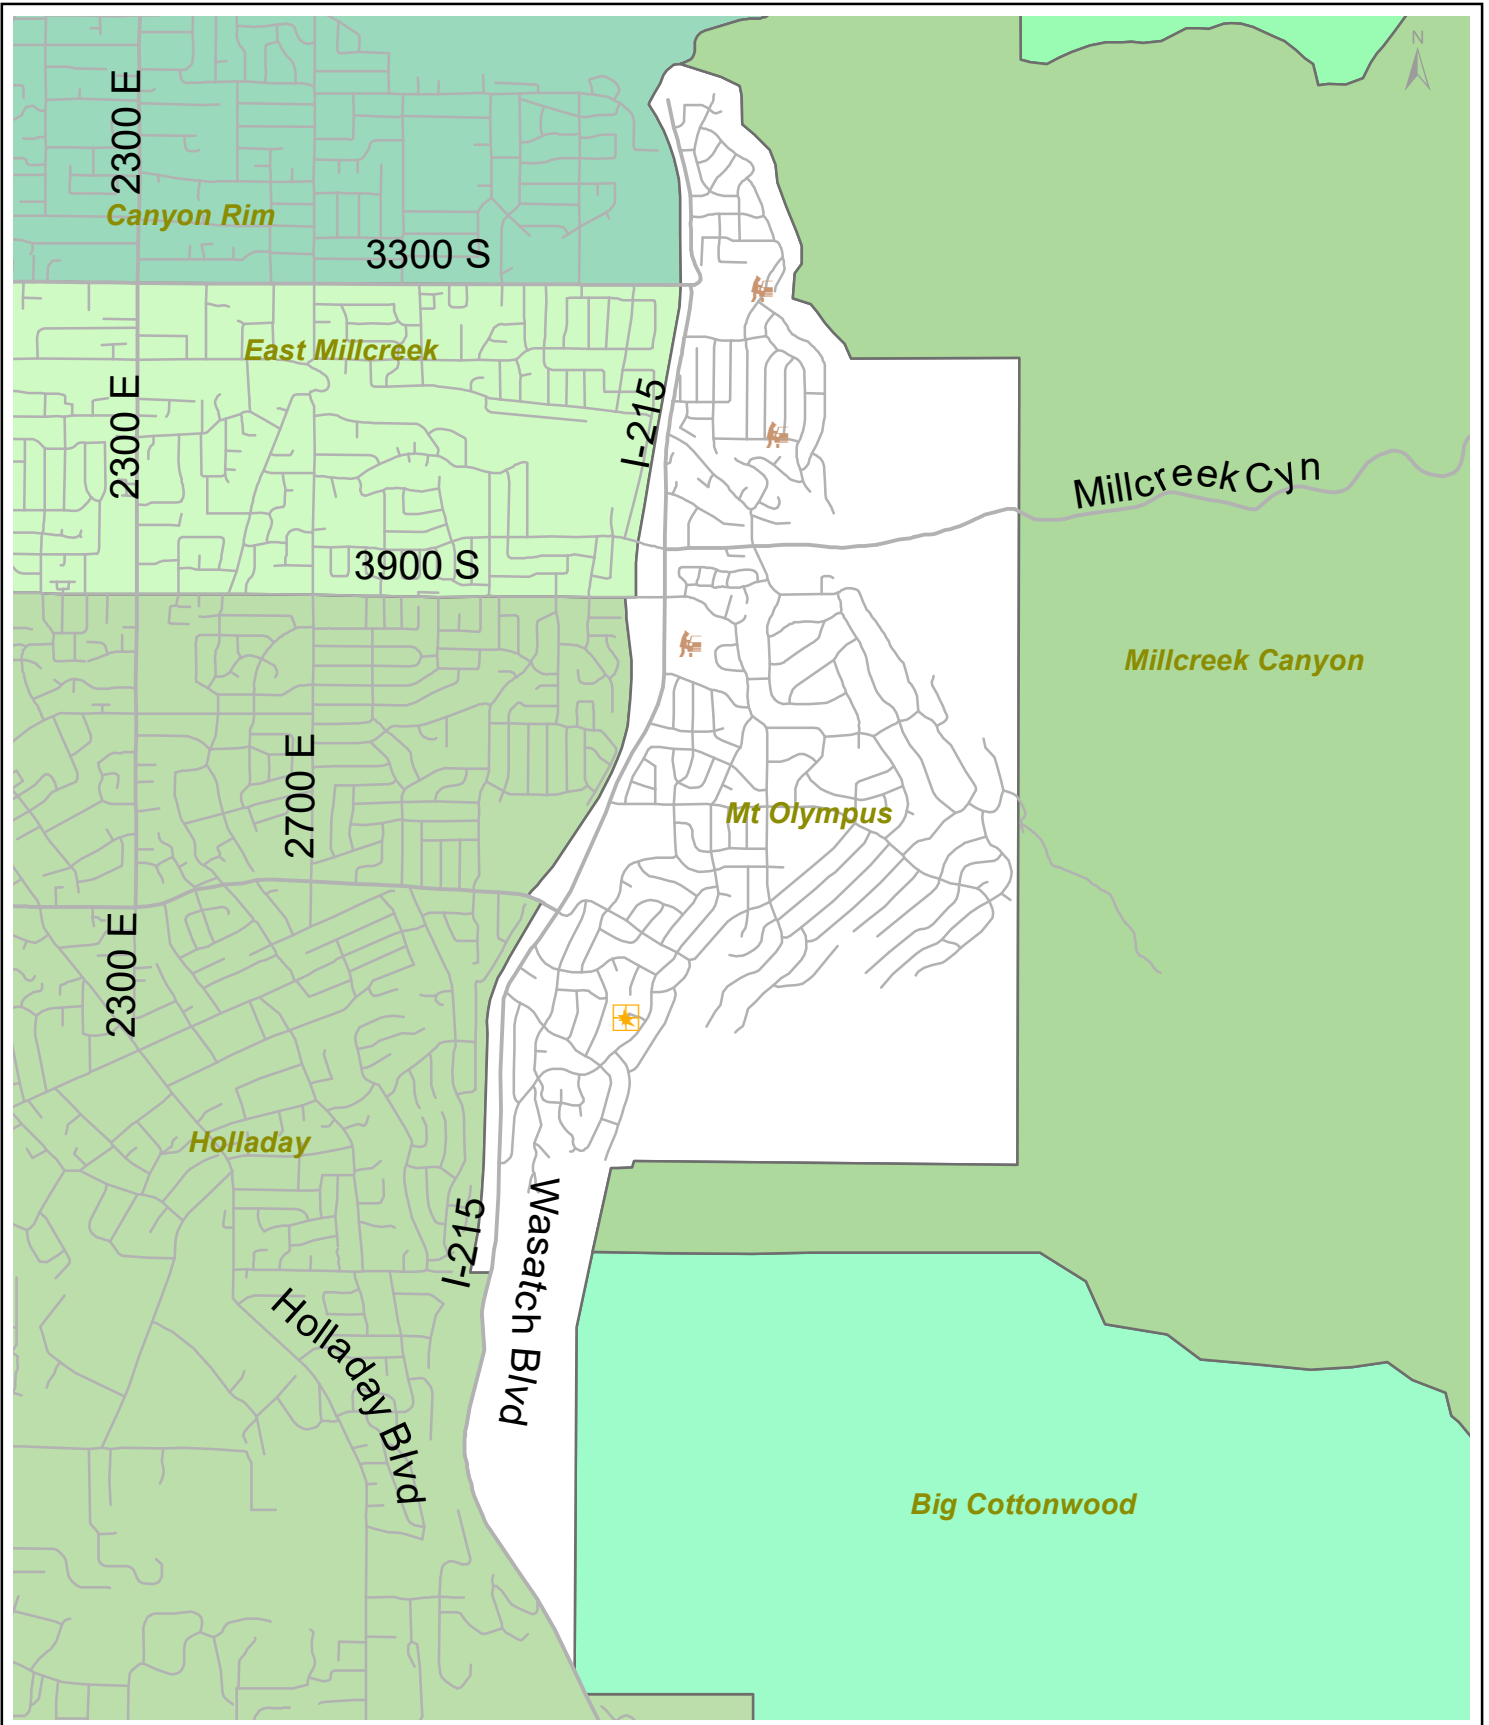 N
2300 E
Canyon Rim
3300 S
East Millcreek
2300 E
I-215
Millcreek Cyn
3900 S
Millcreek Canyon
2700 E
Mt Olympus
2300 E
Holladay
I-215
Wasatch Blvd
Holladay Blvd
Big Cottonwood